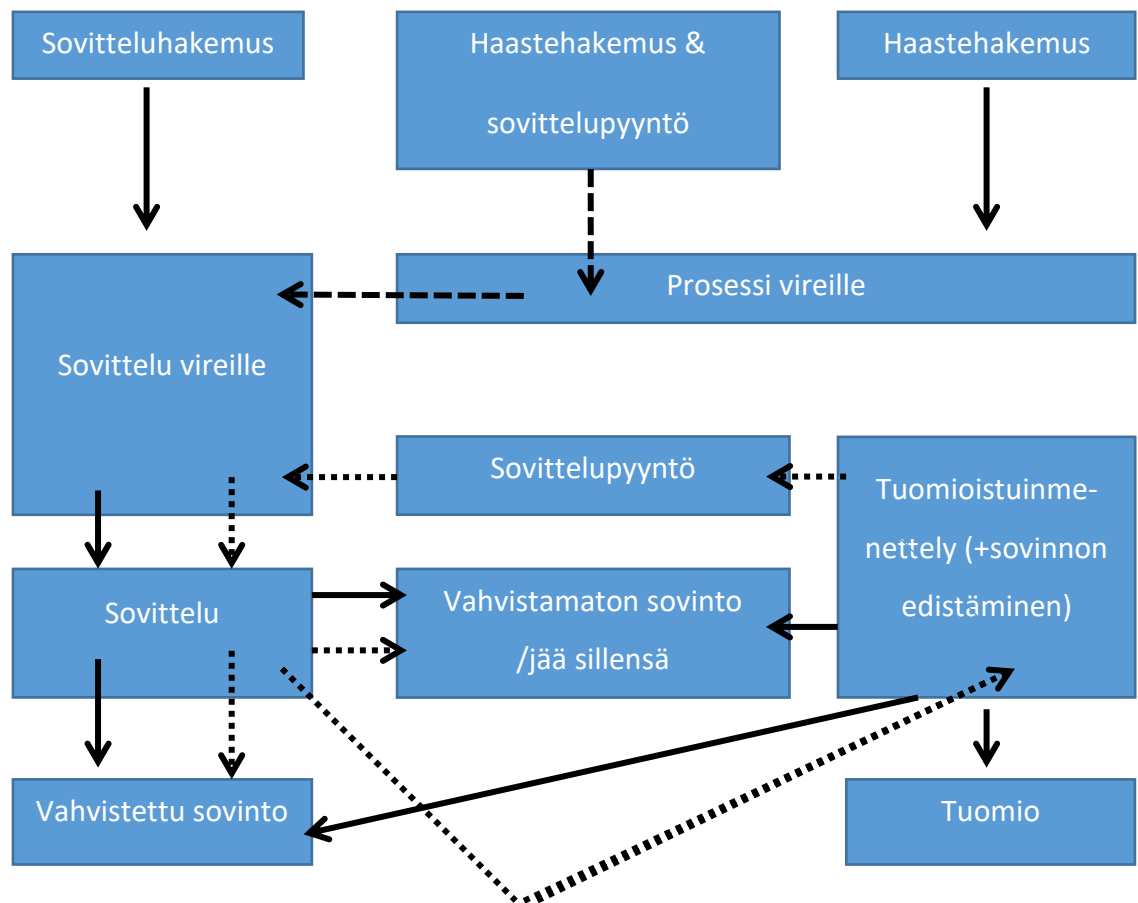 Sovitteluhakemus
Haastehakemus &
sovittelupyyntö
Haastehakemus
Prosessi vireille
Sovittelu vireille
Sovittelupyyntö
Tuomioistuinme-
nettely (+sovinnon
edistäminen)
Sovittelu
Vahvistamaton sovinto
/jää sillensä
Vahvistettu sovinto
Tuomio